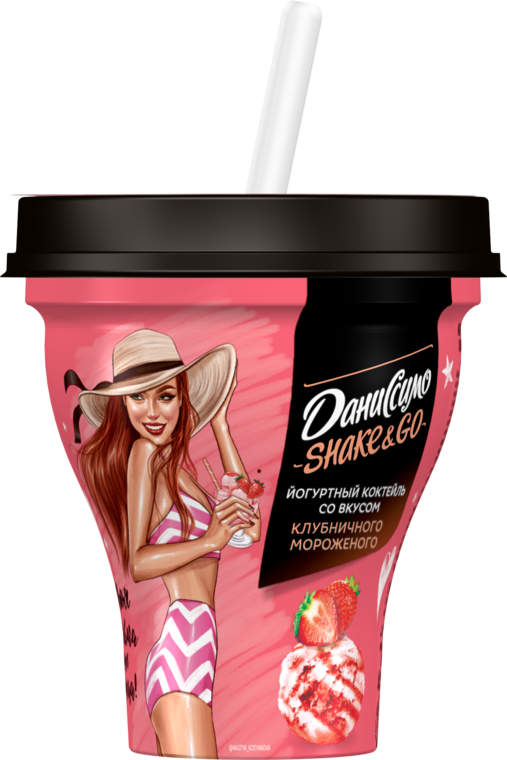 Даниссимо
SHAKE&GO
ЙОГУРТНЫЙ КОКТЕЙЛЬ
СО ВКУСОМ
КЛУБНИЧНОГО
МОРОЖЕНОГО